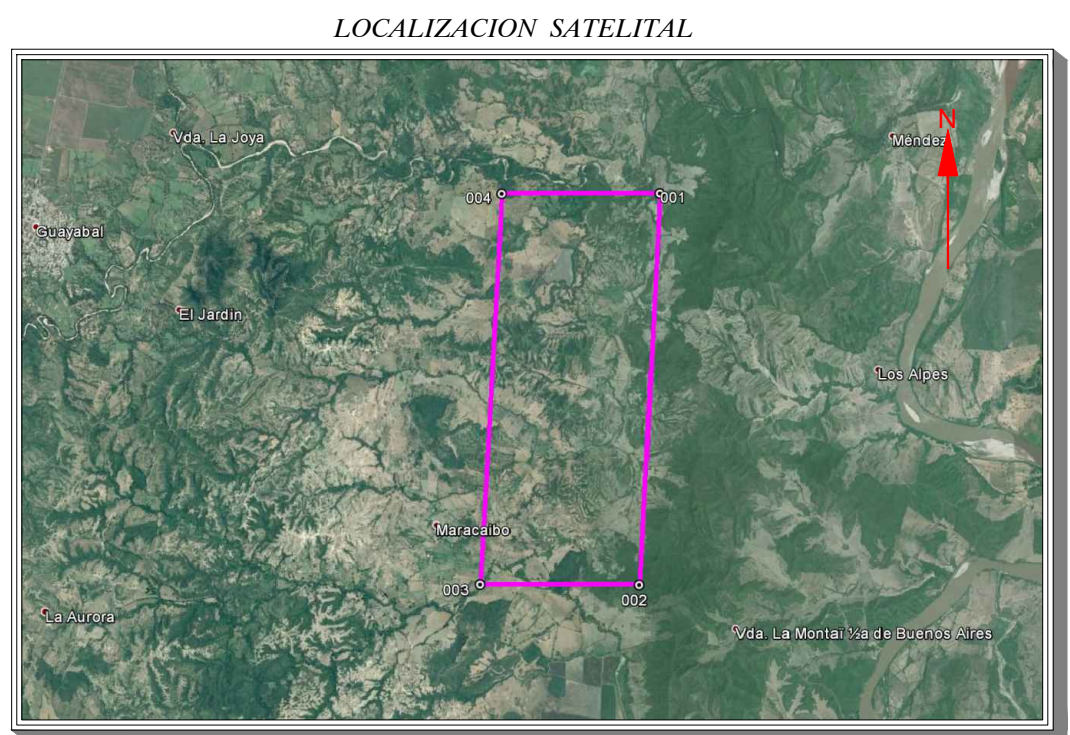 LOCALIZACION SATELITAL
N
Vda. La Joya
Méndez
004
001
Guayabal
El Jardin
Los Alpes
Maracaibo
003
002
La Aurora
Vda. La Montaï ½a de Buenos Aires